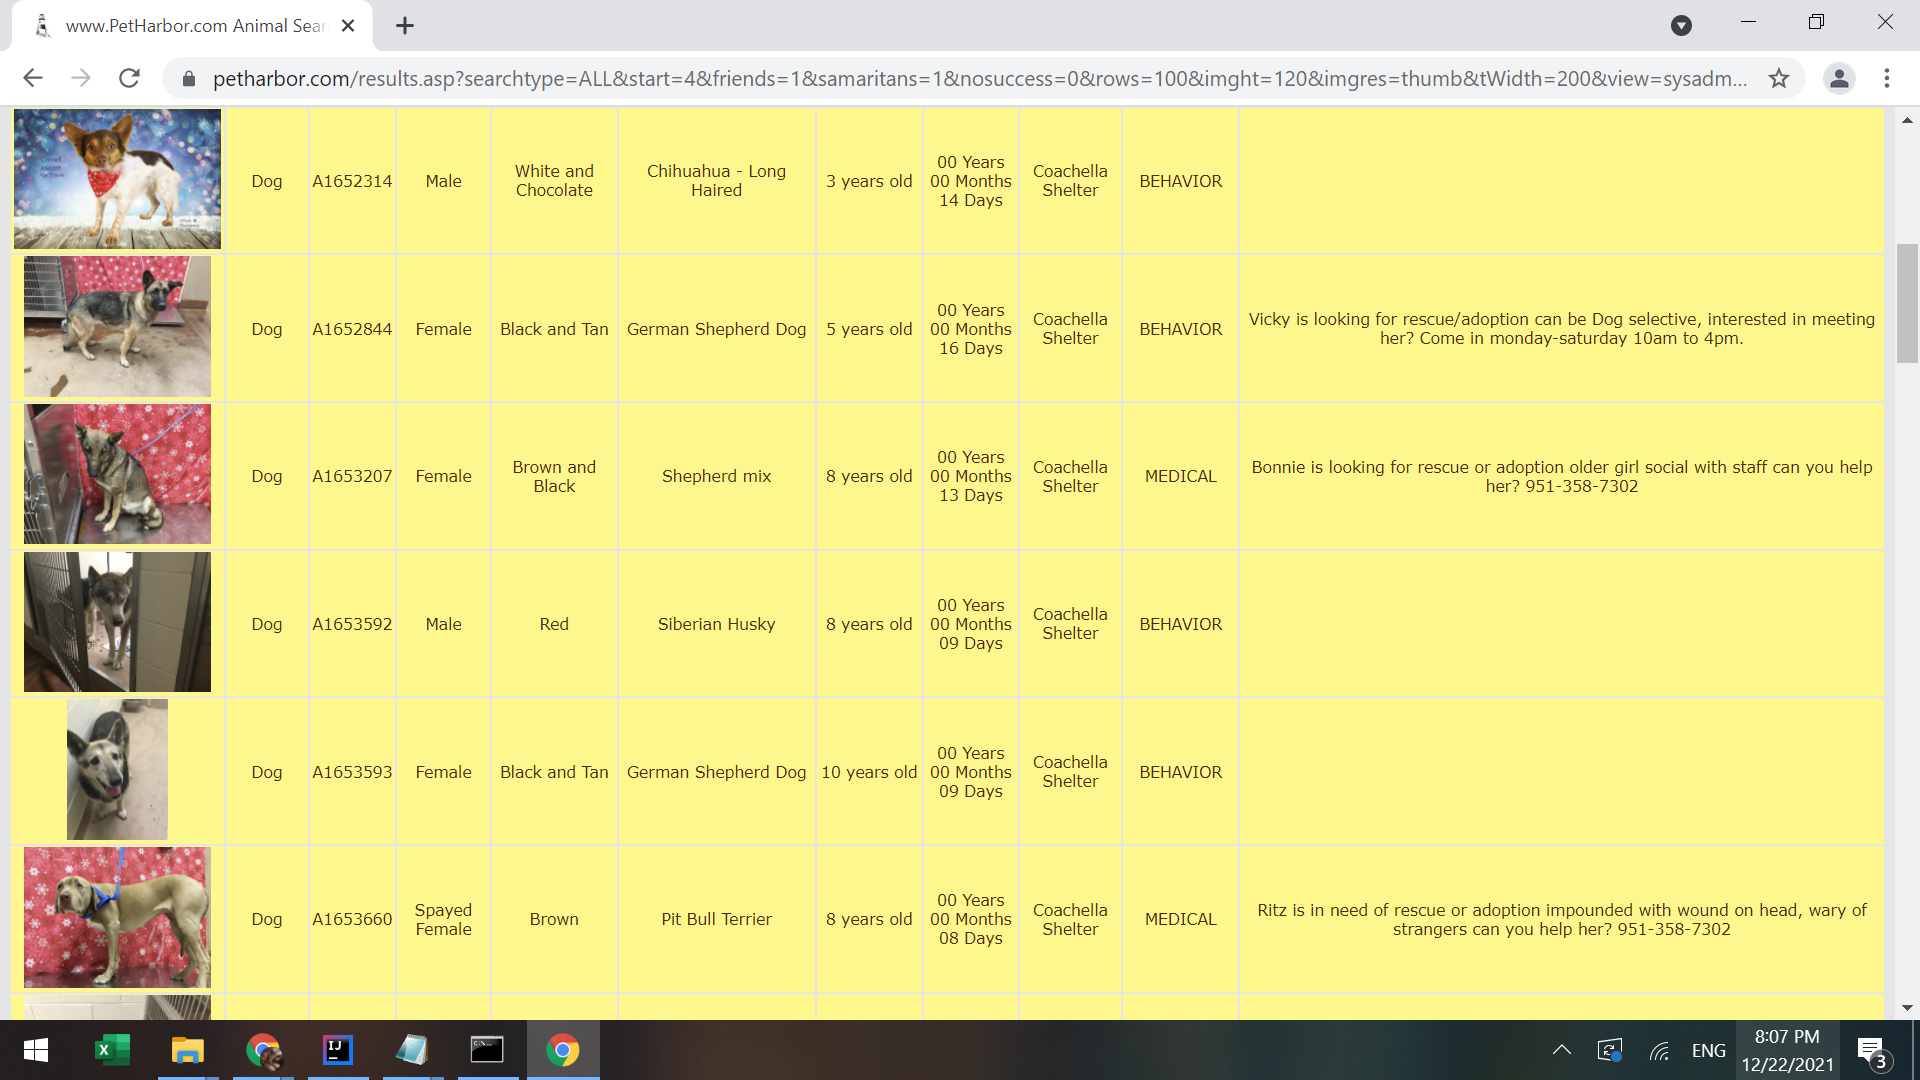 www.PetHarbor.com Animal Sear
petharbor.com/results.asp?searchtype=ALL&start=4&friends=1&samaritans=1&nosuccess=0&rows=100&imght=120&imgres=thumb&tWidth=200&view=sysadm...
Dog A1652314 Male White and Chocolate Chihuahua - Long Haired 3 years old 00 Years 00 Months 14 Days Coachella Shelter BEHAVIOR
Dog A1652844 Female Black and Tan German Shepherd Dog 5 years old 00 Years 00 Months 16 Days Coachella Shelter BEHAVIOR Vicky is looking for rescue/adoption can be Dog selective, interested in meeting her? Come in monday-saturday 10am to 4pm.
Dog A1653207 Female Brown and Black Shepherd mix 8 years old 00 Years 00 Months 13 Days Coachella Shelter MEDICAL Bonnie is looking for rescue or adoption older girl social with staff can you help her? 951-358-7302
Dog A1653592 Male Red Siberian Husky 8 years old 00 Years 00 Months 09 Days Coachella Shelter BEHAVIOR
Dog A1653593 Female Black and Tan German Shepherd Dog 10 years old 00 Years 00 Months 09 Days Coachella Shelter BEHAVIOR
Dog A1653660 Spayed Female Brown Pit Bull Terrier 8 years old 00 Years 00 Months 08 Days Coachella Shelter MEDICAL Ritz is in need of rescue or adoption impounded with wound on head, wary of strangers can you help her? 951-358-7302
IJ
ENG
8:07 PM
12/22/2021
3